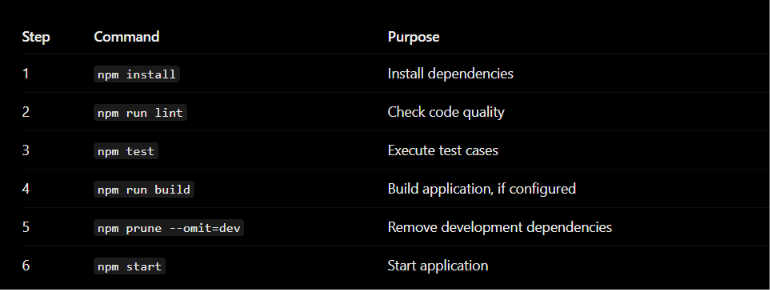 Step Command Purpose
1 npm install Install dependencies
2 npm run lint Check code quality
3 npm test Execute test cases
4 npm run build Build application, if configured
5 npm prune --omit=dev Remove development dependencies
6 npm start Start application